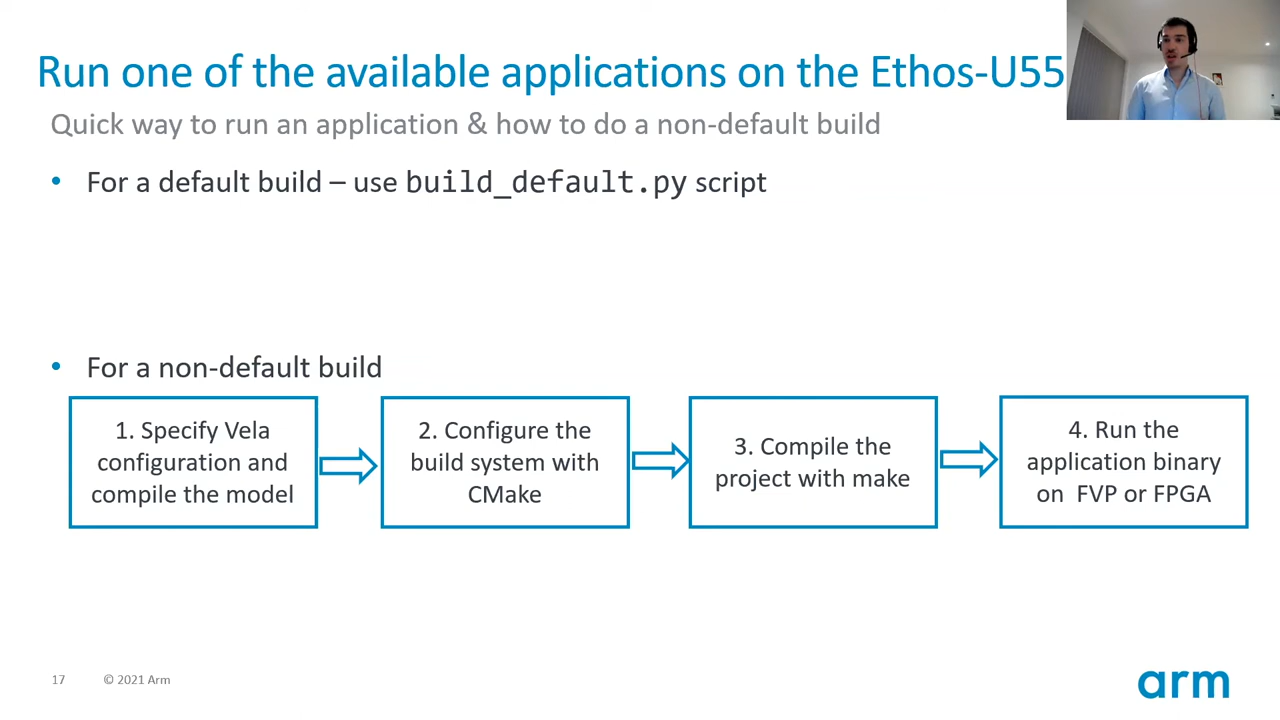 Run one of the available applications on the Ethos-U55
Quick way to run an application & how to do a non-default build
• For a default build – use build_default.py script
• For a non-default build
1. Specify Vela
configuration and
compile the model
2. Configure the
build system with
CMake
3. Compile the
project with make
4. Run the
application binary
on FVP or FPGA
17 © 2021 Arm
arm